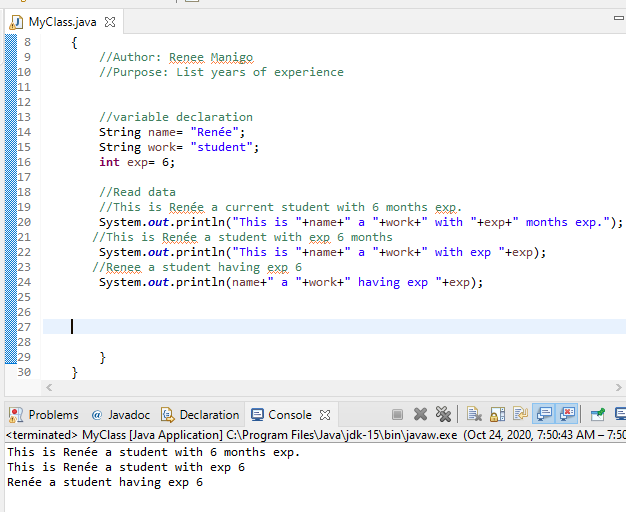 MyClass.java
8 {
9 //Author: Renee Manigo
10 //Purpose: List years of experience
11
12
13 //variable declaration
14 String name= "Renée";
15 String work= "student";
16 int exp= 6;
17
18 //Read data
19 //This is Renée a current student with 6 months exp.
20 System.out.println("This is "+name+" a "+work+" with "+exp+" months exp.");
21 //This is Renée a student with exp 6 months
22 System.out.println("This is "+name+" a "+work+" with exp "+exp);
23 //Renee a student having exp 6
24 System.out.println(name+" a "+work+" having exp "+exp);
25
26
27
28
29 }
30 }
Problems @ Javadoc Declaration Console
<terminated> MyClass [Java Application] C:\Program Files\Java\jdk-15\bin\javaw.exe (Oct 24, 2020, 7:50:43 AM – 7:50
This is Renée a student with 6 months exp.
This is Renée a student with exp 6
Renée a student having exp 6